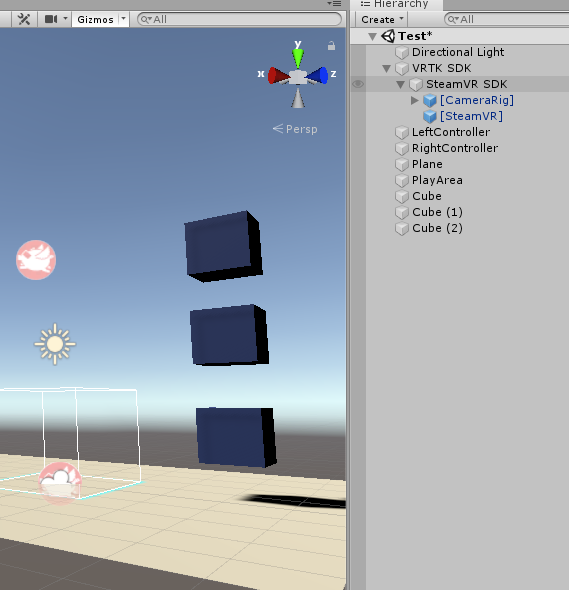 Hierarchy
Gizmos
All
Create
All
Test*
Directional Light
VRTK SDK
SteamVR SDK
[CameraRig]
[SteamVR]
LeftController
RightController
Plane
PlayArea
Cube
Cube (1)
Cube (2)
y
x
z
Persp